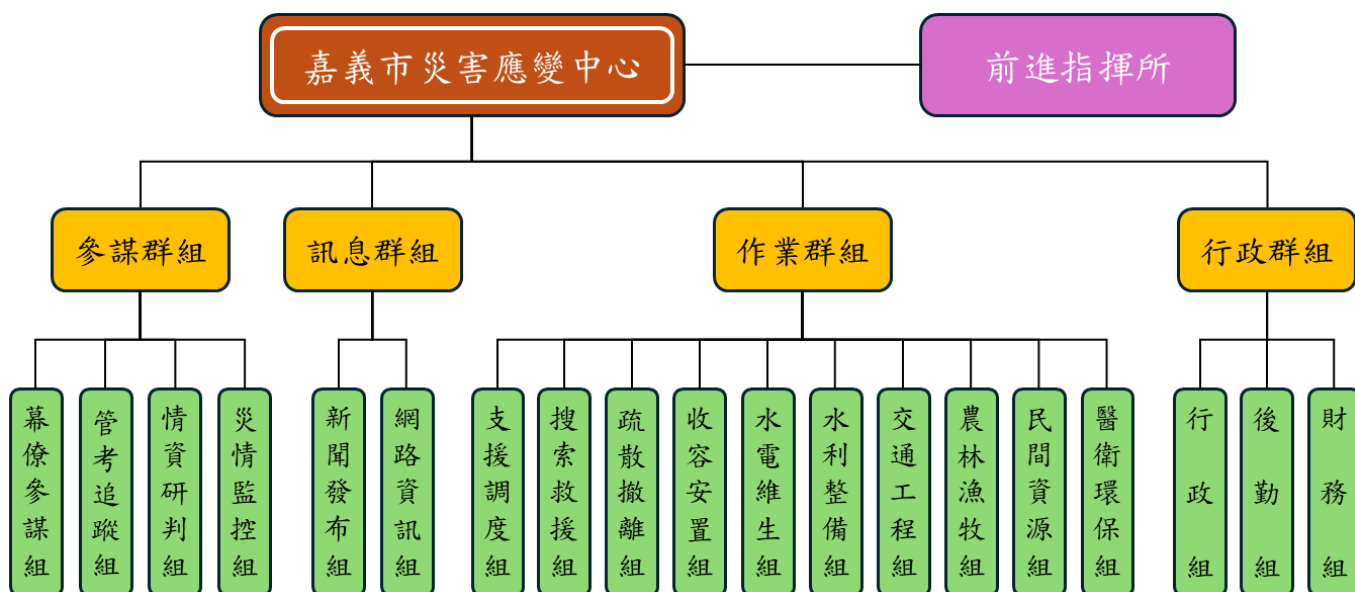 嘉義市災害應變中心
前進指揮所
參謀群組
訊息群組
作業群組
行政群組
幕僚參謀組
管考追蹤組
情資研判組
災情監控組
新聞發布組
網路資訊組
支援調度組
搜索救援組
疏散撤離組
收容安置組
水電維生組
水利整備組
交通工程組
農林漁牧組
民間資源組
醫衛環保組
行政組
後勤組
財務組